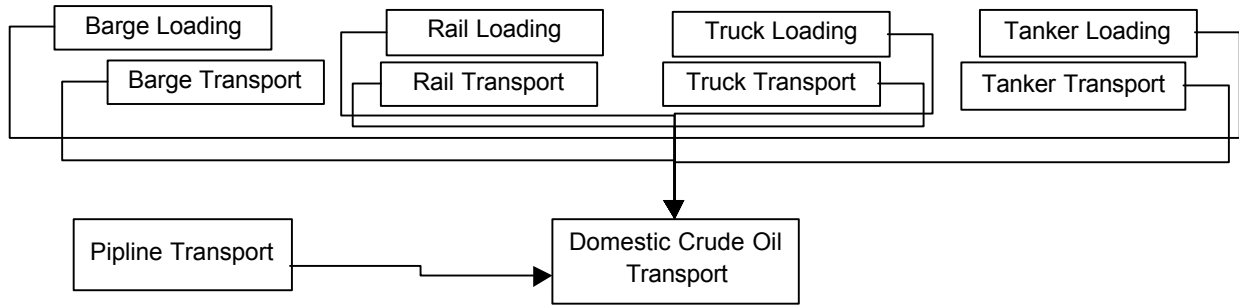 Barge Loading
Rail Loading
Truck Loading
Tanker Loading
Barge Transport
Rail Transport
Truck Transport
Tanker Transport
Pipline Transport
Domestic Crude Oil
Transport